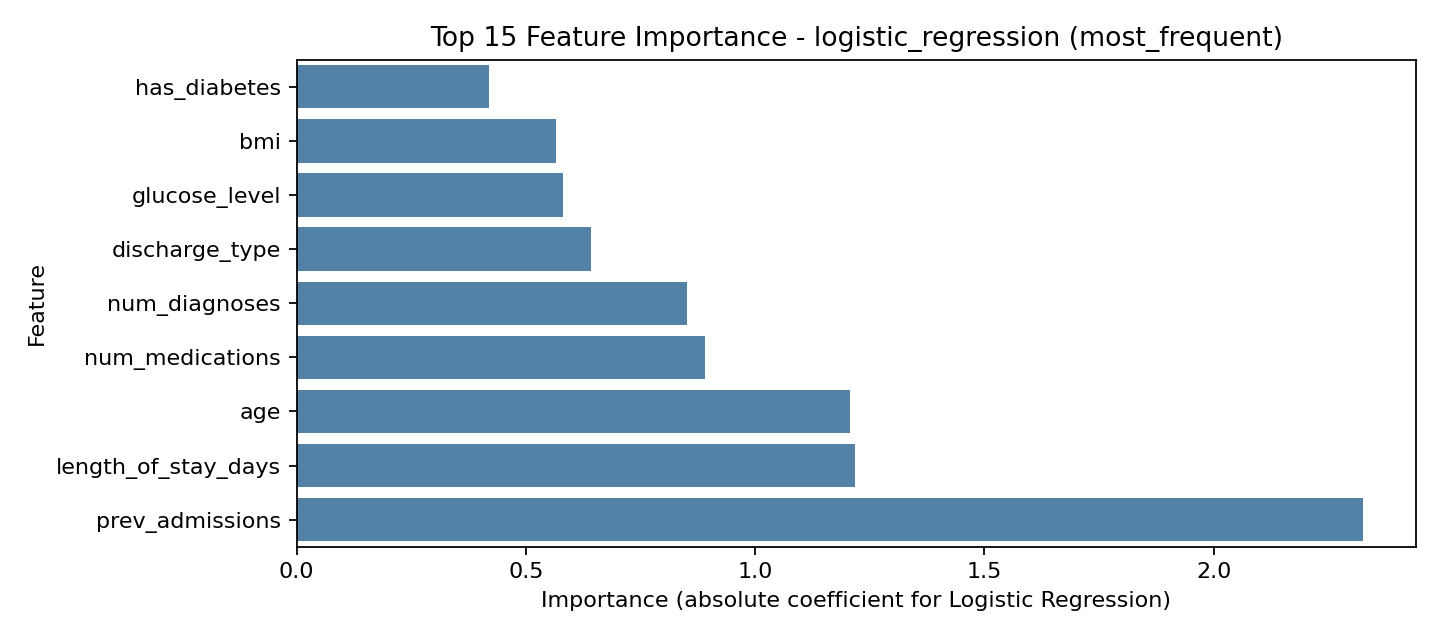 Top 15 Feature Importance - logistic_regression (most_frequent)
Feature
has_diabetes
bmi
glucose_level
discharge_type
num_diagnoses
num_medications
age
length_of_stay_days
prev_admissions
0.0 0.5 1.0 1.5 2.0
Importance (absolute coefficient for Logistic Regression)